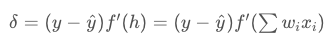 δ = (y − ŷ)f′(h) = (y − ŷ)f′(∑ wᵢxᵢ)